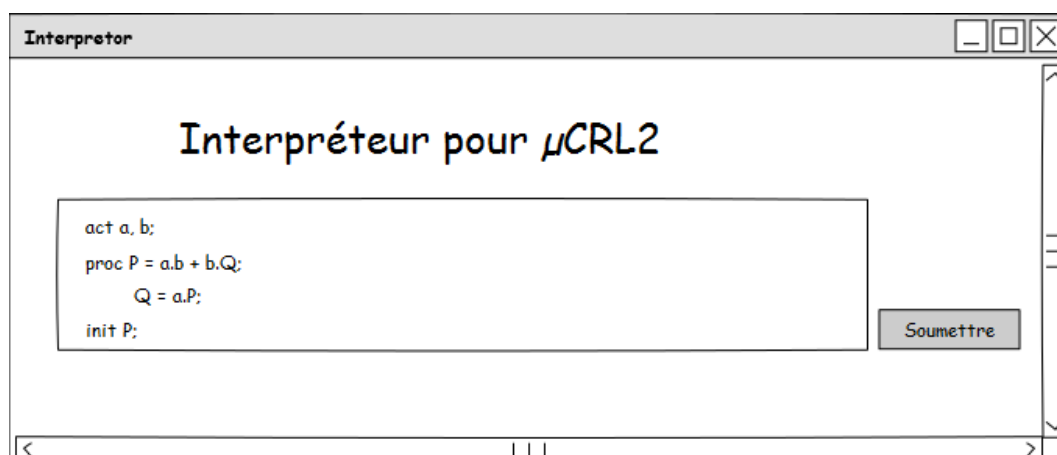 Interpretor
Interpréteur pour µCRL2
act a, b;
proc P = a.b + b.Q;
Q = a.P;
init P;
Soumettre